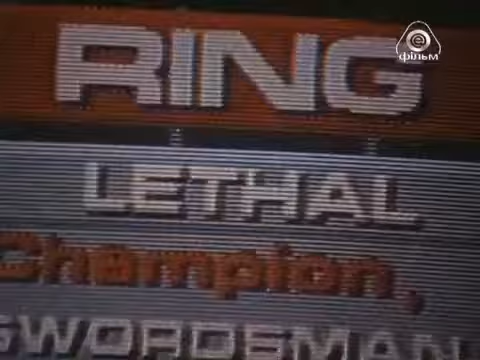 фільм
RING
LETHAL
Champion,
SWORDSMAN